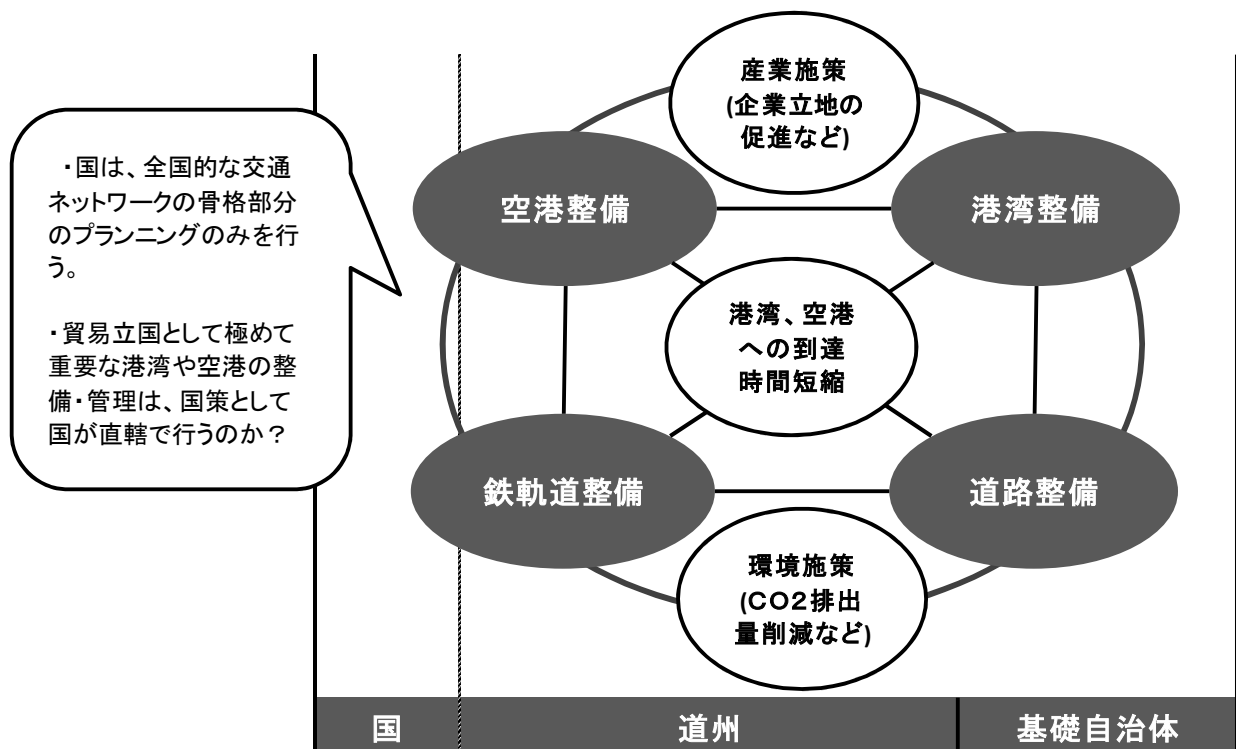 産業施策
(企業立地の
促進など)
・国は、全国的な交通
ネットワークの骨格部分
のプランニングのみを行
う。
・貿易立国として極めて
重要な港湾や空港の整
備・管理は、国策として
国が直轄で行うのか?
空港整備
港湾整備
港湾、空港
への到達
時間短縮
鉄軌道整備
道路整備
環境施策
(CO2排出
量削減など)
国
道州
基礎自治体